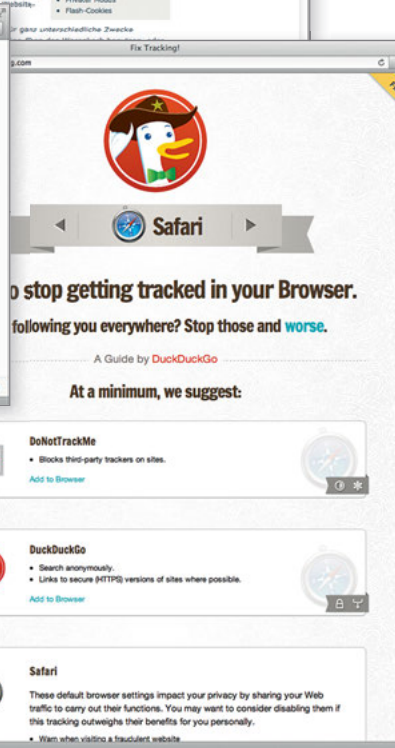 Website,
• Privater Modus
• Flash-Cookies
für ganz unterschiedliche Zwecke
Fix Tracking!
g.com
Safari
o stop getting tracked in your Browser.
following you everywhere? Stop those and worse.
A Guide by DuckDuckGo
At a minimum, we suggest:
DoNotTrackMe
• Blocks third-party trackers on sites.
Add to Browser
DuckDuckGo
• Search anonymously.
• Links to secure (HTTPS) versions of sites where possible.
Add to Browser
Safari
These default browser settings impact your privacy by sharing your Web
traffic to carry out their functions. You may want to consider disabling them if
this tracking outweighs their benefits for you personally.
• Warn when visiting a fraudulent website